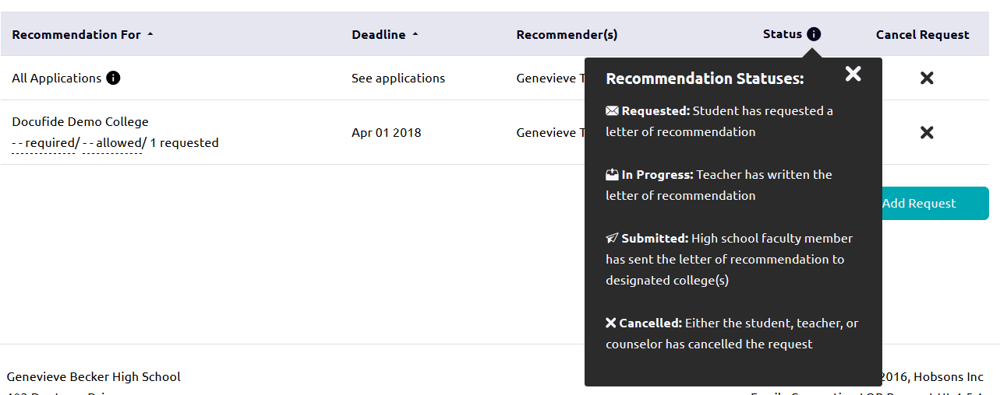 Recommendation For Deadline Recommender(s) Status Cancel Request
All Applications See applications Genevieve T
Docufide Demo College
- - required/ - - allowed/ 1 requested Apr 01 2018 Genevieve T
Recommendation Statuses:
Requested: Student has requested a
letter of recommendation
In Progress: Teacher has written the
letter of recommendation
Submitted: High school faculty member
has sent the letter of recommendation to
designated college(s)
Cancelled: Either the student, teacher, or
counselor has cancelled the request
Add Request
Genevieve Becker High School
2016, Hobsons Inc